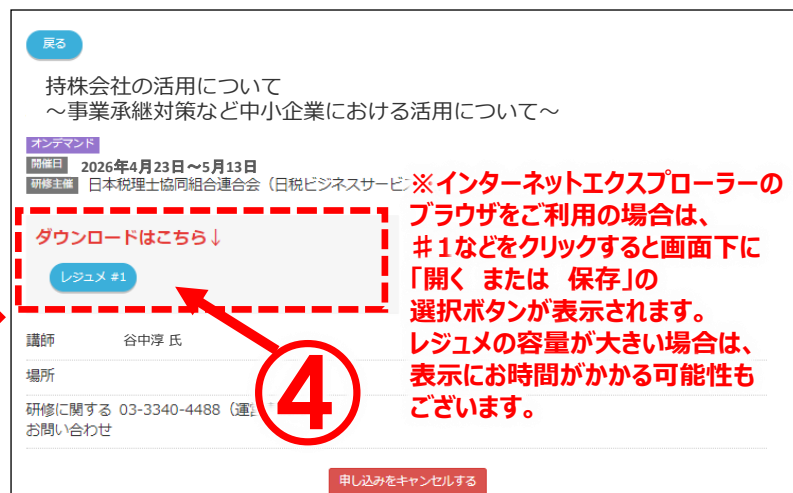 戻る
持株会社の活用について
～事業承継対策など中小企業における活用について～
オンデマンド
開催日 2026年4月23日～5月13日
研修主催 日本税理士協同組合連合会（日税ビジネスサービ
※インターネットエクスプローラーの
ブラウザをご利用の場合は、
＃1などをクリックすると画面下に
「開く または 保存」の
選択ボタンが表示されます。
レジュメの容量が大きい場合は、
表示にお時間がかかる可能性も
ございます。
ダウンロードはこちら↓
レジュメ #1
④
講師 谷中淳 氏
場所
研修に関する 03-3340-4488（運
お問い合わせ
申し込みをキャンセルする